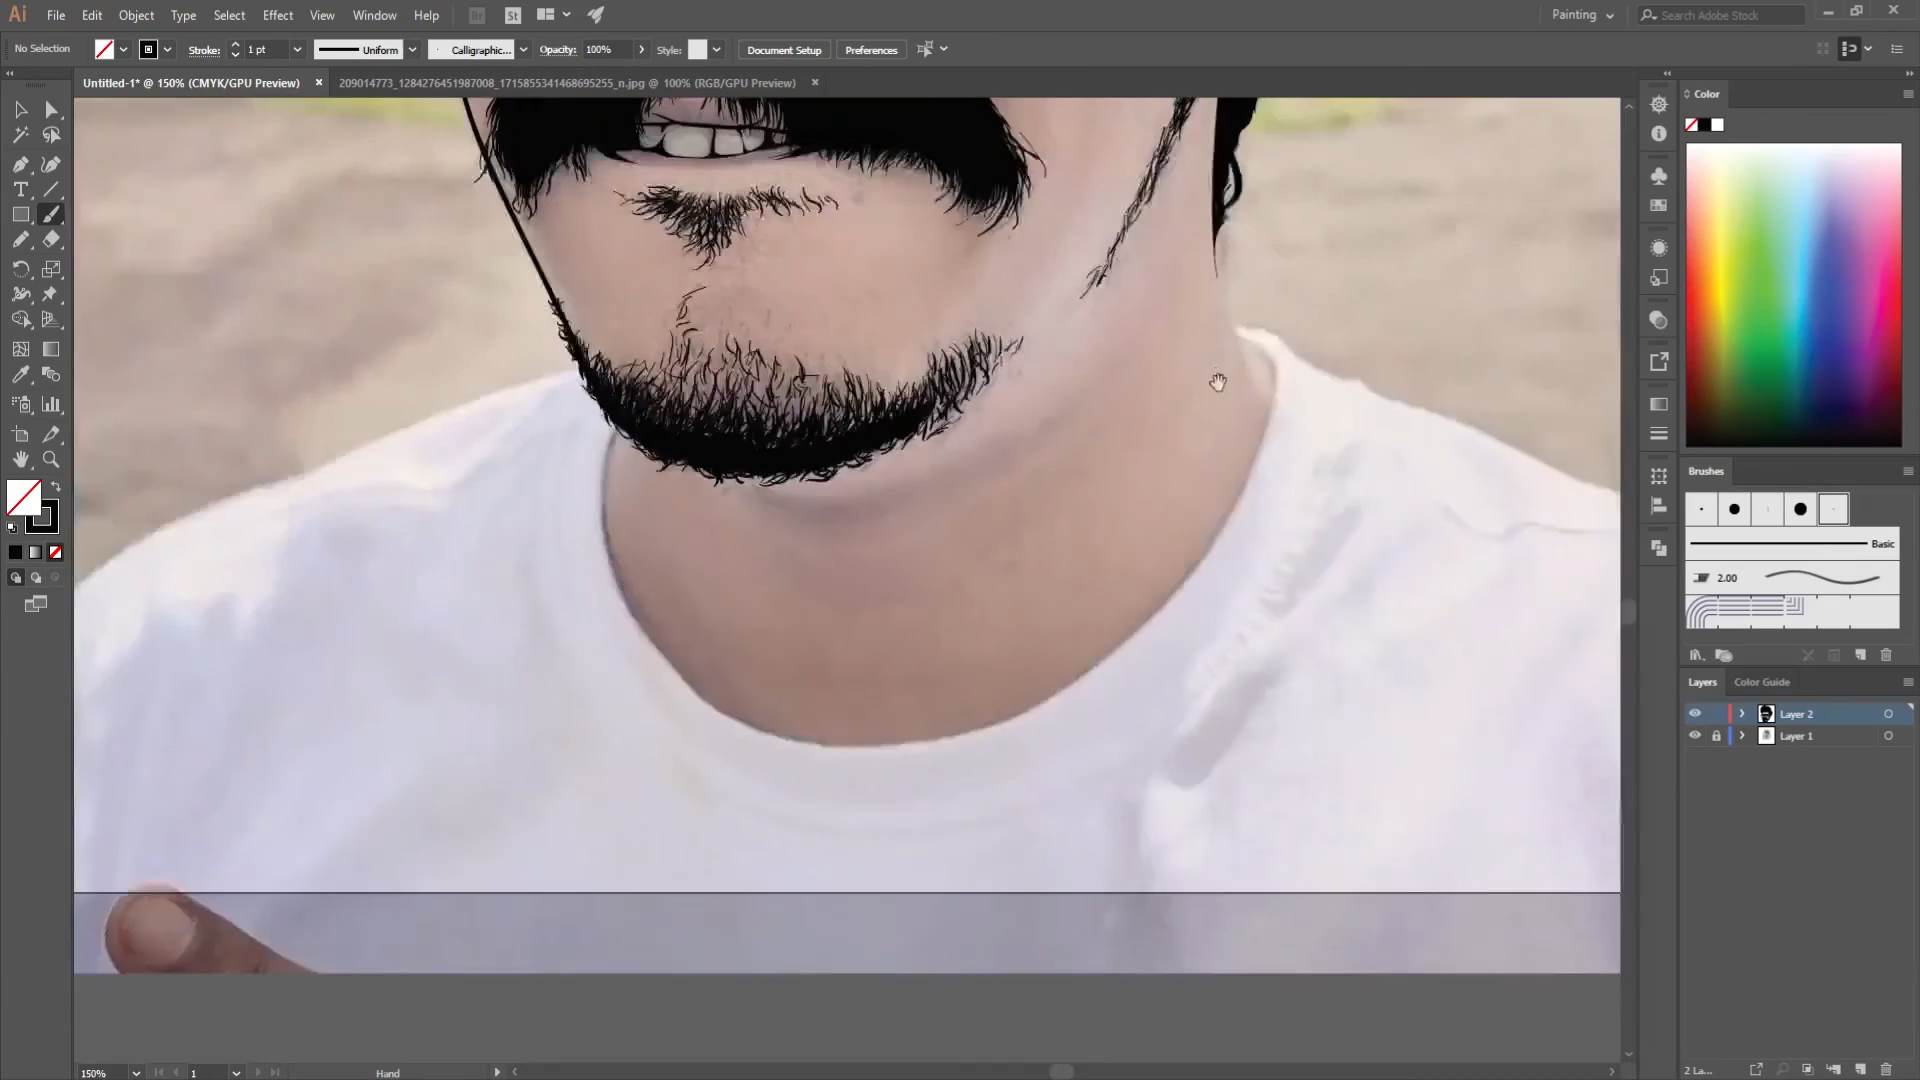 Ai File Edit Object Type Select Effect View Window Help Br St Painting Search Adobe Stock
No Selection Stroke: 1 pt Uniform Calligraphic... Opacity: 100% Style: Document Setup Preferences
Untitled-1* @ 150% (CMYK/GPU Preview) × 209014773_1284276451987008_1715855341468695255_n.jpg @ 100% (RGB/GPU Preview) ×
Color
Brushes
Basic
2.00
Layers Color Guide
Layer 2
Layer 1
150% 1 Hand 2 La...